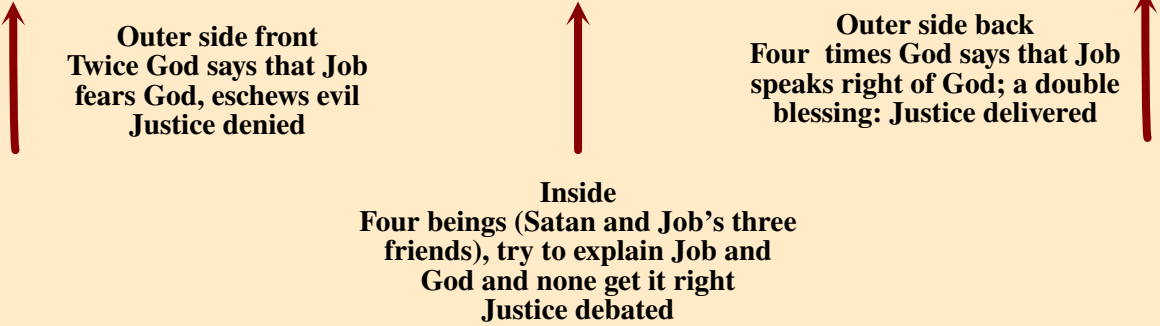 Outer side front
Twice God says that Job
fears God, eschews evil
Justice denied
Outer side back
Four  times God says that Job
speaks right of God; a double
blessing: Justice delivered
Inside
Four beings (Satan and Job’s three
friends), try to explain Job and
God and none get it right
Justice debated